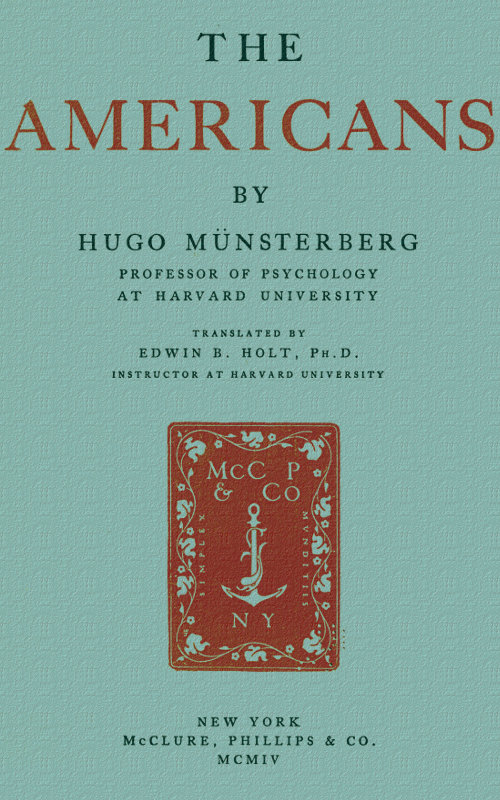 THE
AMERICANS
BY
HUGO MÜNSTERBERG
PROFESSOR OF PSYCHOLOGY
AT HARVARD UNIVERSITY
TRANSLATED BY
EDWIN B. HOLT, Ph.D.
INSTRUCTOR AT HARVARD UNIVERSITY
McC P
& Co
SIMPLEX
MVNDITIIS
NY
NEW YORK
McCLURE, PHILLIPS & CO.
MCMIV